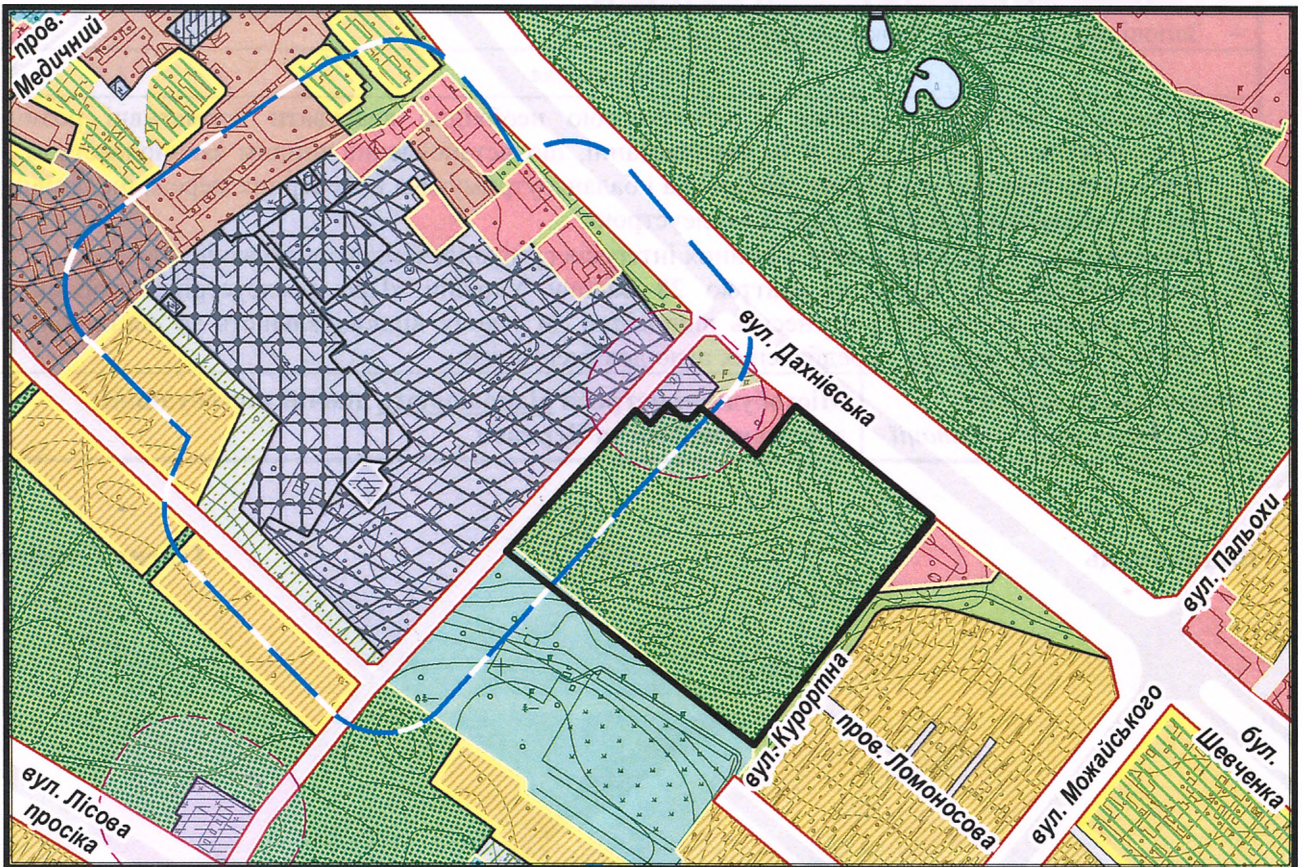 пров.
Медичний
вул. Дахнівська
вул. Пальохи
вул. Курортна
пров. Ломоносова
вул. Можайського
бул.
Шевченка
вул. Лісова
просіка